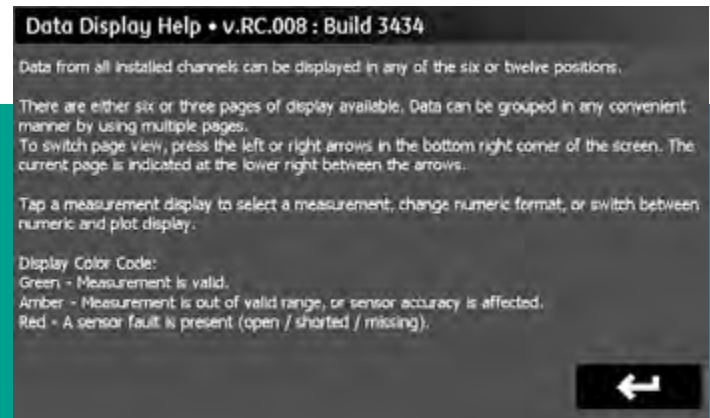 Data Display Help • v.RC.008 : Build 3434
Data from all installed channels can be displayed in any of the six or twelve positions.
There are either six or three pages of display available. Data can be grouped in any convenient
manner by using multiple pages.
To switch page view, press the left or right arrows in the bottom right corner of the screen. The
current page is indicated at the lower right between the arrows.
Tap a measurement display to select a measurement, change numeric format, or switch between
numeric and plot display.
Display Color Code:
Green - Measurement is valid.
Amber - Measurement is out of valid range, or sensor accuracy is affected.
Red - A sensor fault is present (open / shorted / missing).